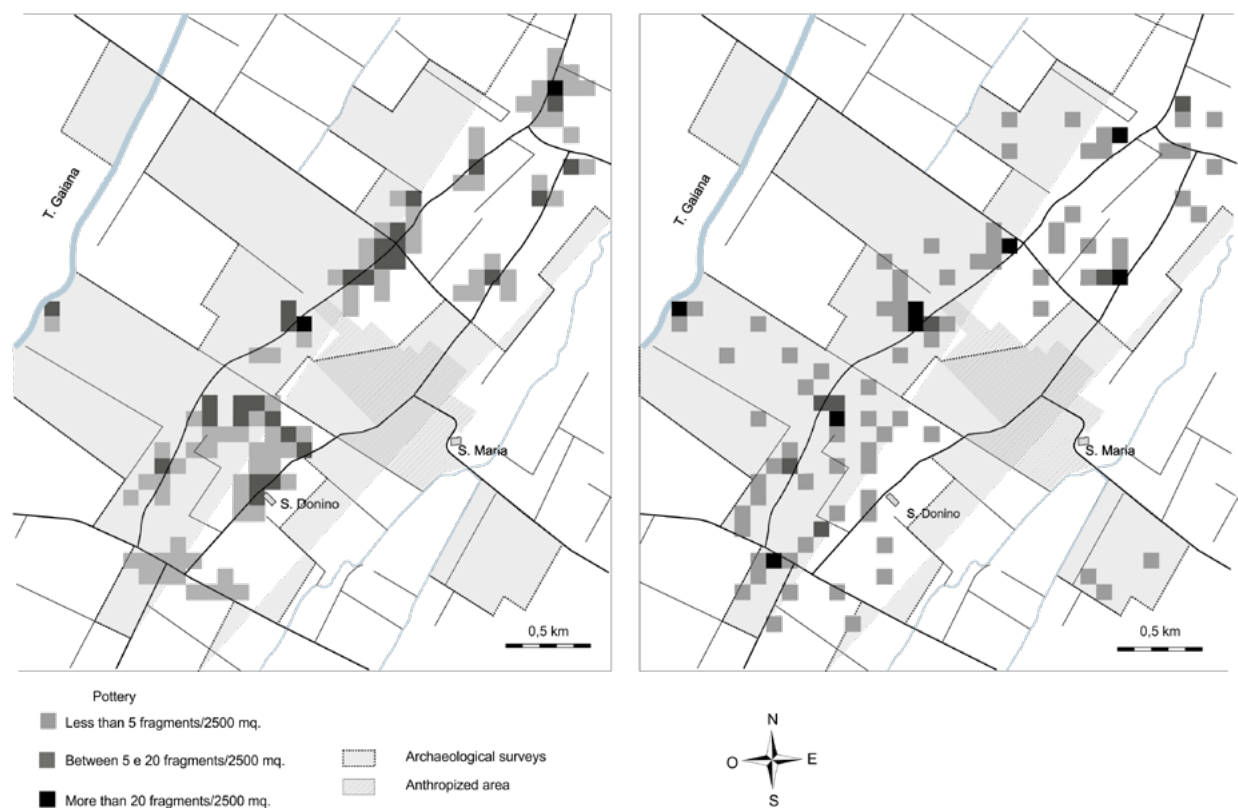 T. Gaiana
S. Maria
S. Donino
0,5 km
T. Gaiana
S. Maria
S. Donino
0,5 km
Pottery
Less than 5 fragments/2500 mq.
Between 5 e 20 fragments/2500 mq.
More than 20 fragments/2500 mq.
Archaeological surveys
Anthropized area
N
O E
S